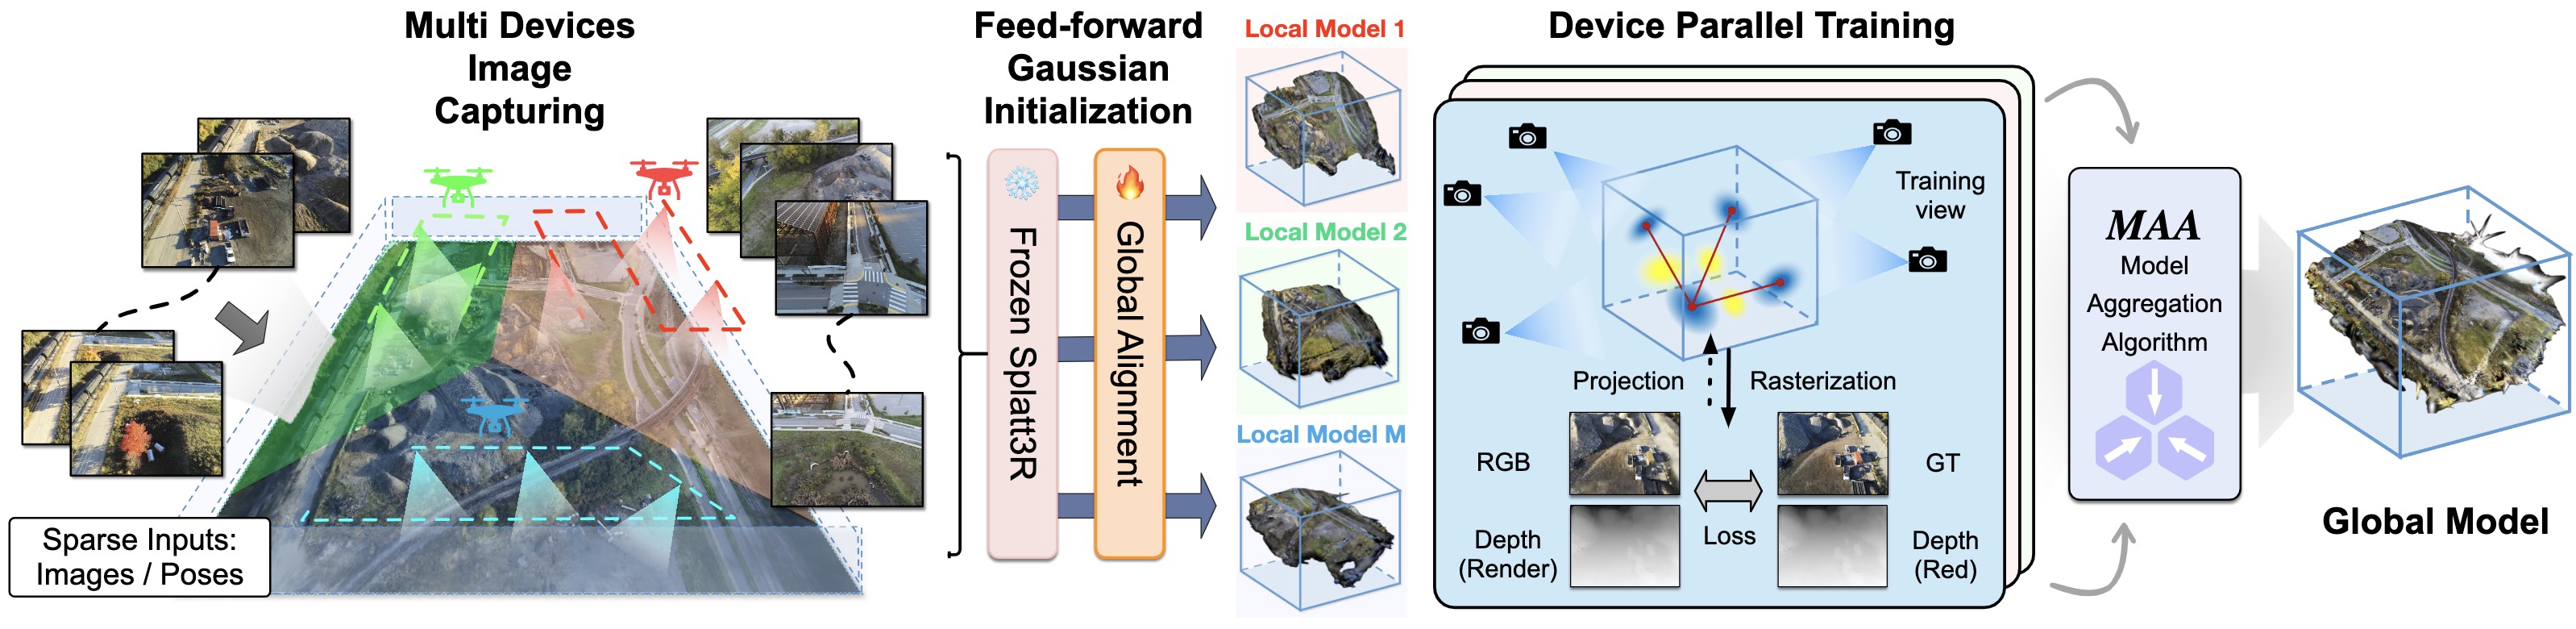 Multi Devices
Image
Capturing
Sparse Inputs:
Images / Poses
Feed-forward
Gaussian
Initialization
Frozen Splatt3R
Global Alignment
Local Model 1
Local Model 2
Local Model M
Device Parallel Training
Training
view
Projection
Rasterization
RGB
GT
Loss
Depth
(Render)
Depth
(Red)
MAA
Model
Aggregation
Algorithm
Global Model